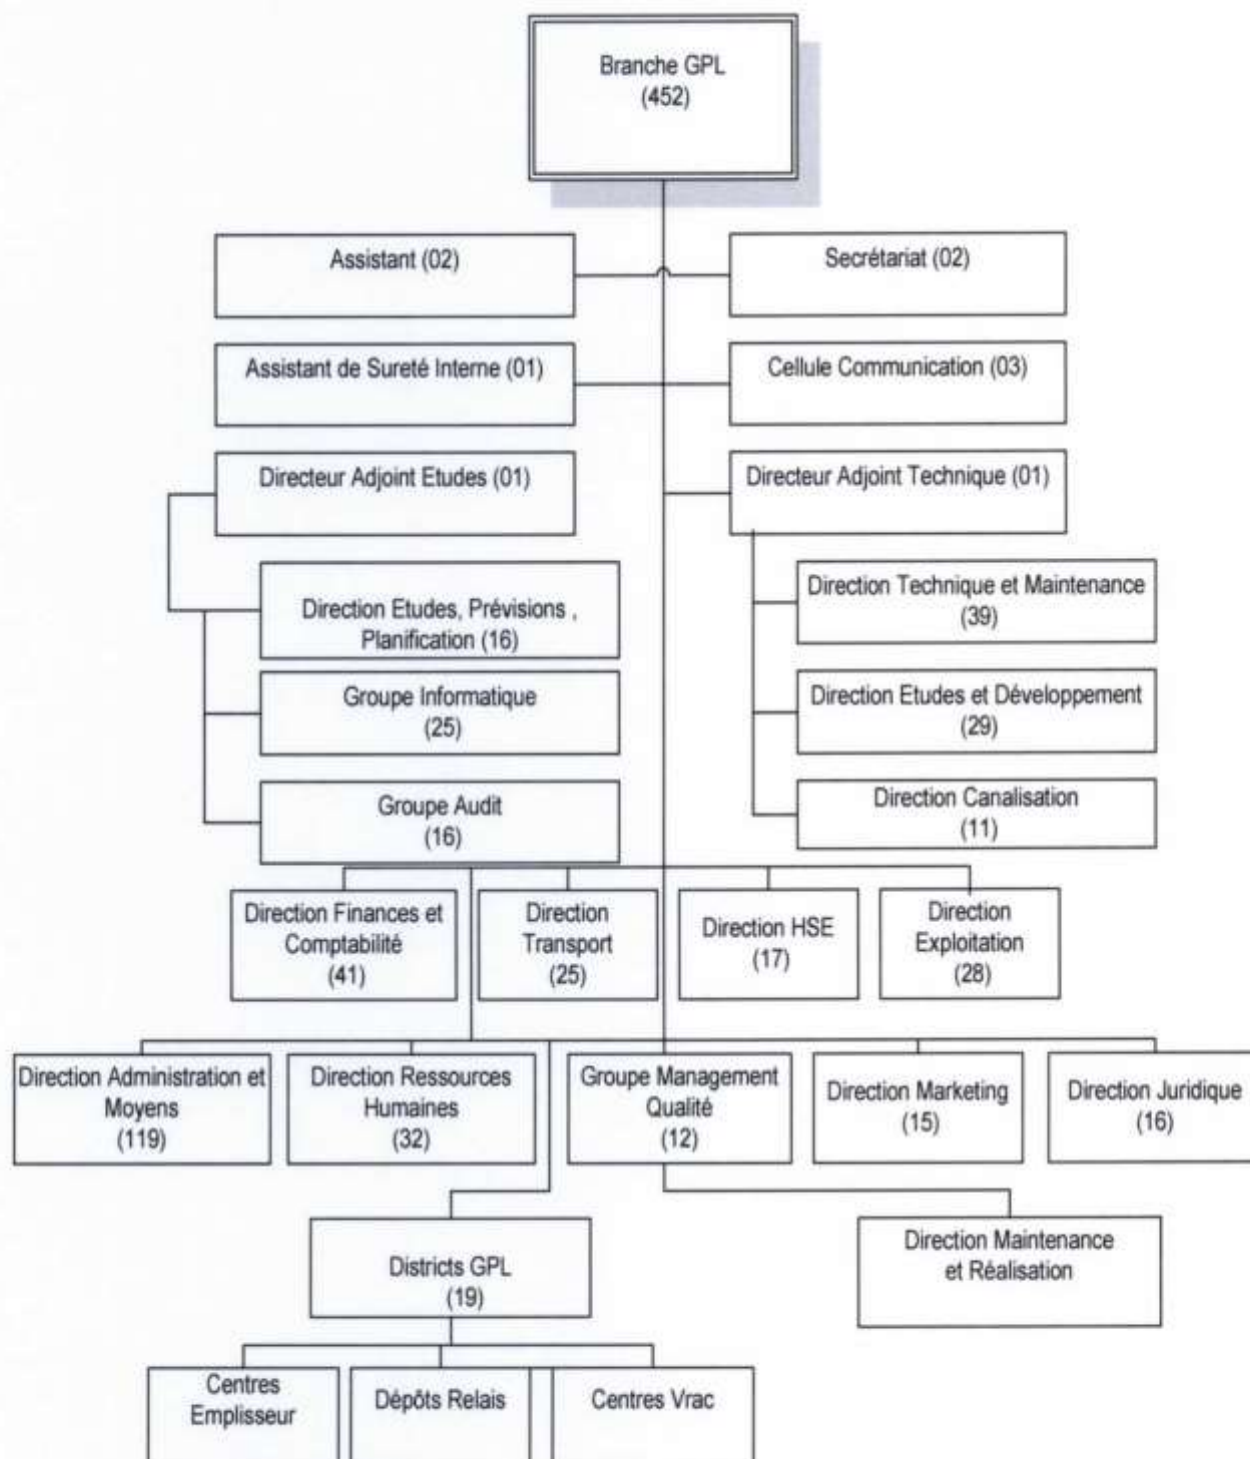 Branche GPL
(452)
Assistant (02)
Secrétariat (02)
Assistant de Sureté Interne (01)
Cellule Communication (03)
Directeur Adjoint Etudes (01)
Directeur Adjoint Technique (01)
Direction Etudes, Prévisions ,
Planification (16)
Direction Technique et Maintenance
(39)
Groupe Informatique
(25)
Direction Etudes et Développement
(29)
Groupe Audit
(16)
Direction Canalisation
(11)
Direction Finances et
Comptabilité
(41)
Direction
Transport
(25)
Direction HSE
(17)
Direction
Exploitation
(28)
Direction Administration et
Moyens
(119)
Direction Ressources
Humaines
(32)
Groupe Management
Qualité
(12)
Direction Marketing
(15)
Direction Juridique
(16)
Districts GPL
(19)
Direction Maintenance
et Réalisation
Centres
Emplisseur
Dépôts Relais
Centres Vrac